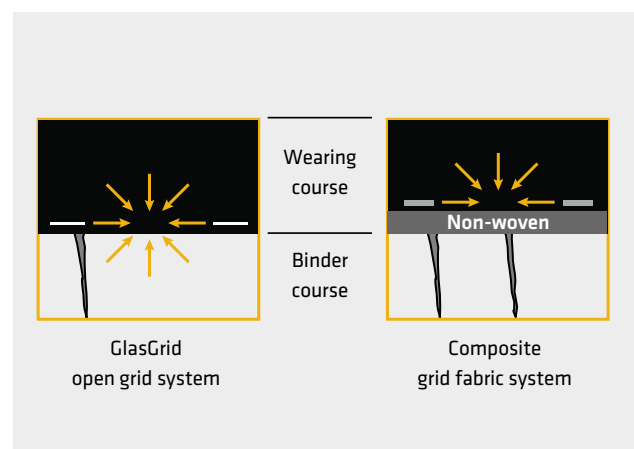 Wearing
course
Non-woven
Binder
course
GlasGrid
open grid system
Composite
grid fabric system